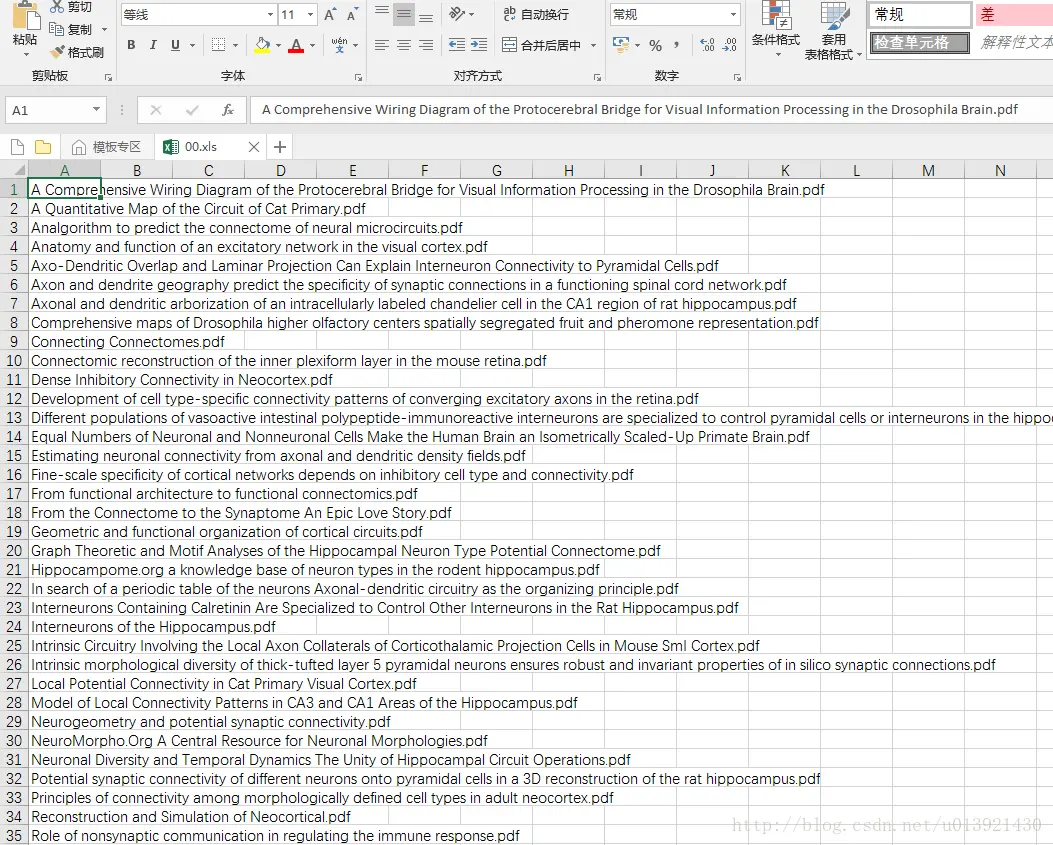 剪切
粘贴
复制
格式刷
剪贴板
等线
11
A
A
B I U
A
wén
字体
自动换行
合并后居中
对齐方式
常规
%
数字
条件格式
套用
表格格式
常规
差
检查单元格
解释性文本
A1
fx
A Comprehensive Wiring Diagram of the Protocerebral Bridge for Visual Information Processing in the Drosophila Brain.pdf
模板专区
00.xls
A B C D E F G H I J K L M N
1 A Comprehensive Wiring Diagram of the Protocerebral Bridge for Visual Information Processing in the Drosophila Brain.pdf
2 A Quantitative Map of the Circuit of Cat Primary.pdf
3 Analgorithm to predict the connectome of neural microcircuits.pdf
4 Anatomy and function of an excitatory network in the visual cortex.pdf
5 Axo-Dendritic Overlap and Laminar Projection Can Explain Interneuron Connectivity to Pyramidal Cells.pdf
6 Axon and dendrite geography predict the specificity of synaptic connections in a functioning spinal cord network.pdf
7 Axonal and dendritic arborization of an intracellularly labeled chandelier cell in the CA1 region of rat hippocampus.pdf
8 Comprehensive maps of Drosophila higher olfactory centers spatially segregated fruit and pheromone representation.pdf
9 Connecting Connectomes.pdf
10 Connectomic reconstruction of the inner plexiform layer in the mouse retina.pdf
11 Dense Inhibitory Connectivity in Neocortex.pdf
12 Development of cell type-specific connectivity patterns of converging excitatory axons in the retina.pdf
13 Different populations of vasoactive intestinal polypeptide-immunoreactive interneurons are specialized to control pyramidal cells or interneurons in the hippo
14 Equal Numbers of Neuronal and Nonneuronal Cells Make the Human Brain an Isometrically Scaled-Up Primate Brain.pdf
15 Estimating neuronal connectivity from axonal and dendritic density fields.pdf
16 Fine-scale specificity of cortical networks depends on inhibitory cell type and connectivity.pdf
17 From functional architecture to functional connectomics.pdf
18 From the Connectome to the Synaptome An Epic Love Story.pdf
19 Geometric and functional organization of cortical circuits.pdf
20 Graph Theoretic and Motif Analyses of the Hippocampal Neuron Type Potential Connectome.pdf
21 Hippocampome.org a knowledge base of neuron types in the rodent hippocampus.pdf
22 In search of a periodic table of the neurons Axonal-dendritic circuitry as the organizing principle.pdf
23 Interneurons Containing Calretinin Are Specialized to Control Other Interneurons in the Rat Hippocampus.pdf
24 Interneurons of the Hippocampus.pdf
25 Intrinsic Circuitry Involving the Local Axon Collaterals of Corticothalamic Projection Cells in Mouse SmI Cortex.pdf
26 Intrinsic morphological diversity of thick-tufted layer 5 pyramidal neurons ensures robust and invariant properties of in silico synaptic connections.pdf
27 Local Potential Connectivity in Cat Primary Visual Cortex.pdf
28 Model of Local Connectivity Patterns in CA3 and CA1 Areas of the Hippocampus.pdf
29 Neurogeometry and potential synaptic connectivity.pdf
30 NeuroMorpho.Org A Central Resource for Neuronal Morphologies.pdf
31 Neuronal Diversity and Temporal Dynamics The Unity of Hippocampal Circuit Operations.pdf
32 Potential synaptic connectivity of different neurons onto pyramidal cells in a 3D reconstruction of the rat hippocampus.pdf
33 Principles of connectivity among morphologically defined cell types in adult neocortex.pdf
34 Reconstruction and Simulation of Neocortical.pdf
35 Role of nonsynaptic communication in regulating the immune response.pdf
http://blog.csdn.net/u013921430